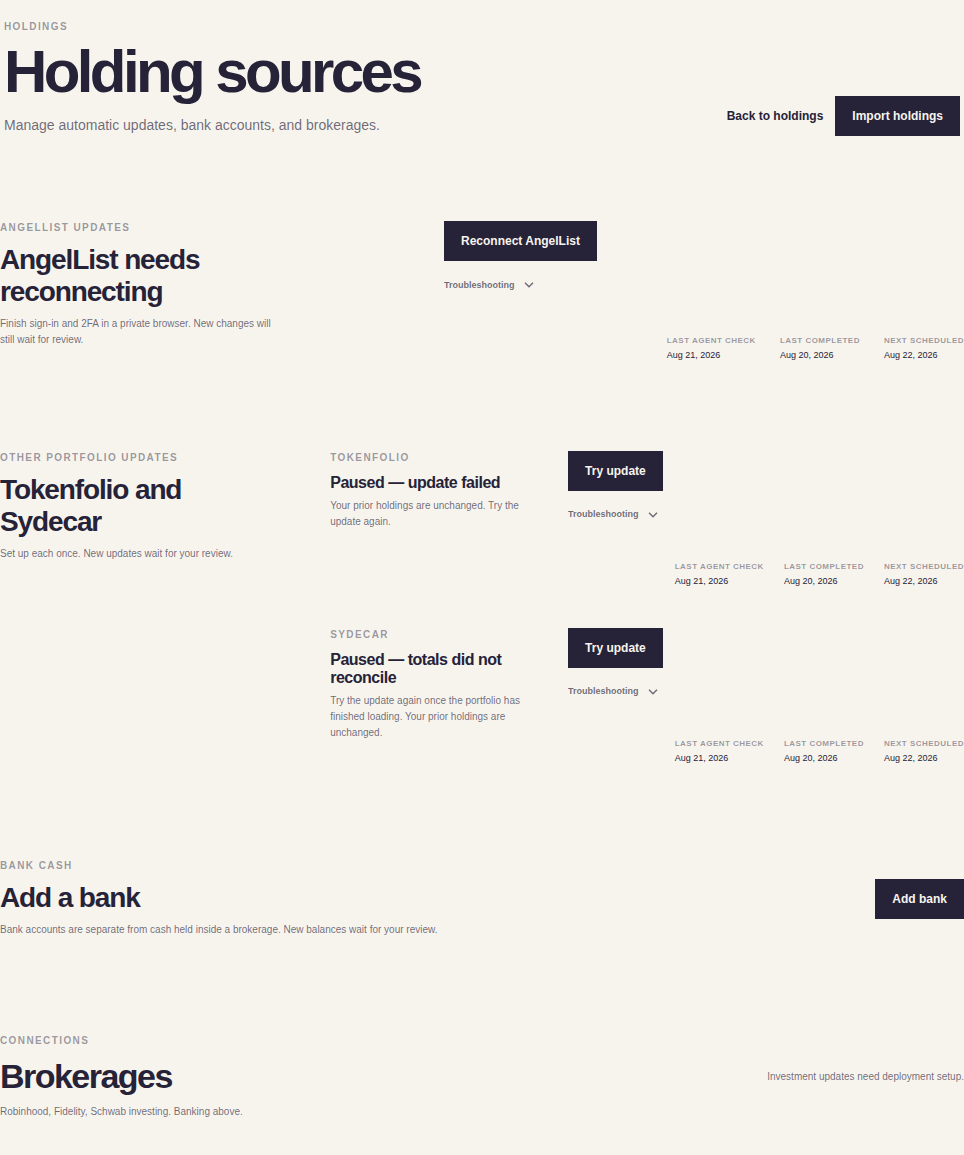 HOLDINGS
Holding sources
Manage automatic updates, bank accounts, and brokerages.
Back to holdings
Import holdings
ANGELLIST UPDATES
AngelList needs
reconnecting
Finish sign-in and 2FA in a private browser. New changes will
still wait for review.
Reconnect AngelList
Troubleshooting
LAST AGENT CHECK
Aug 21, 2026
LAST COMPLETED
Aug 20, 2026
NEXT SCHEDULED
Aug 22, 2026
OTHER PORTFOLIO UPDATES
Tokenfolio and
Sydecar
Set up each once. New updates wait for your review.
TOKENFOLIO
Paused — update failed
Your prior holdings are unchanged. Try the
update again.
Try update
Troubleshooting
LAST AGENT CHECK
Aug 21, 2026
LAST COMPLETED
Aug 20, 2026
NEXT SCHEDULED
Aug 22, 2026
SYDECAR
Paused — totals did not
reconcile
Try the update again once the portfolio has
finished loading. Your prior holdings are
unchanged.
Try update
Troubleshooting
LAST AGENT CHECK
Aug 21, 2026
LAST COMPLETED
Aug 20, 2026
NEXT SCHEDULED
Aug 22, 2026
BANK CASH
Add a bank
Bank accounts are separate from cash held inside a brokerage. New balances wait for your review.
Add bank
CONNECTIONS
Brokerages
Robinhood, Fidelity, Schwab investing. Banking above.
Investment updates need deployment setup.